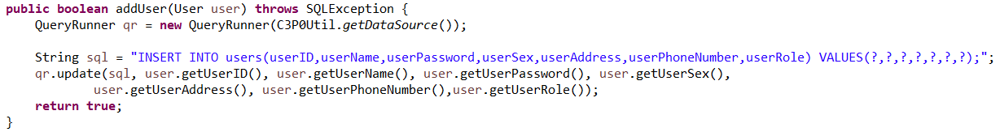 public boolean addUser(User user) throws SQLException {
QueryRunner qr = new QueryRunner(C3P0Util.getDataSource());
String sql = "INSERT INTO users(userID,userName,userPassword,userSex,userAddress,userPhoneNumber,userRole) VALUES(?,?,?,?,?,?,?);";
qr.update(sql, user.getUserID(), user.getUserName(), user.getUserPassword(), user.getUserSex(),
user.getUserAddress(), user.getUserPhoneNumber(),user.getUserRole());
return true;
}